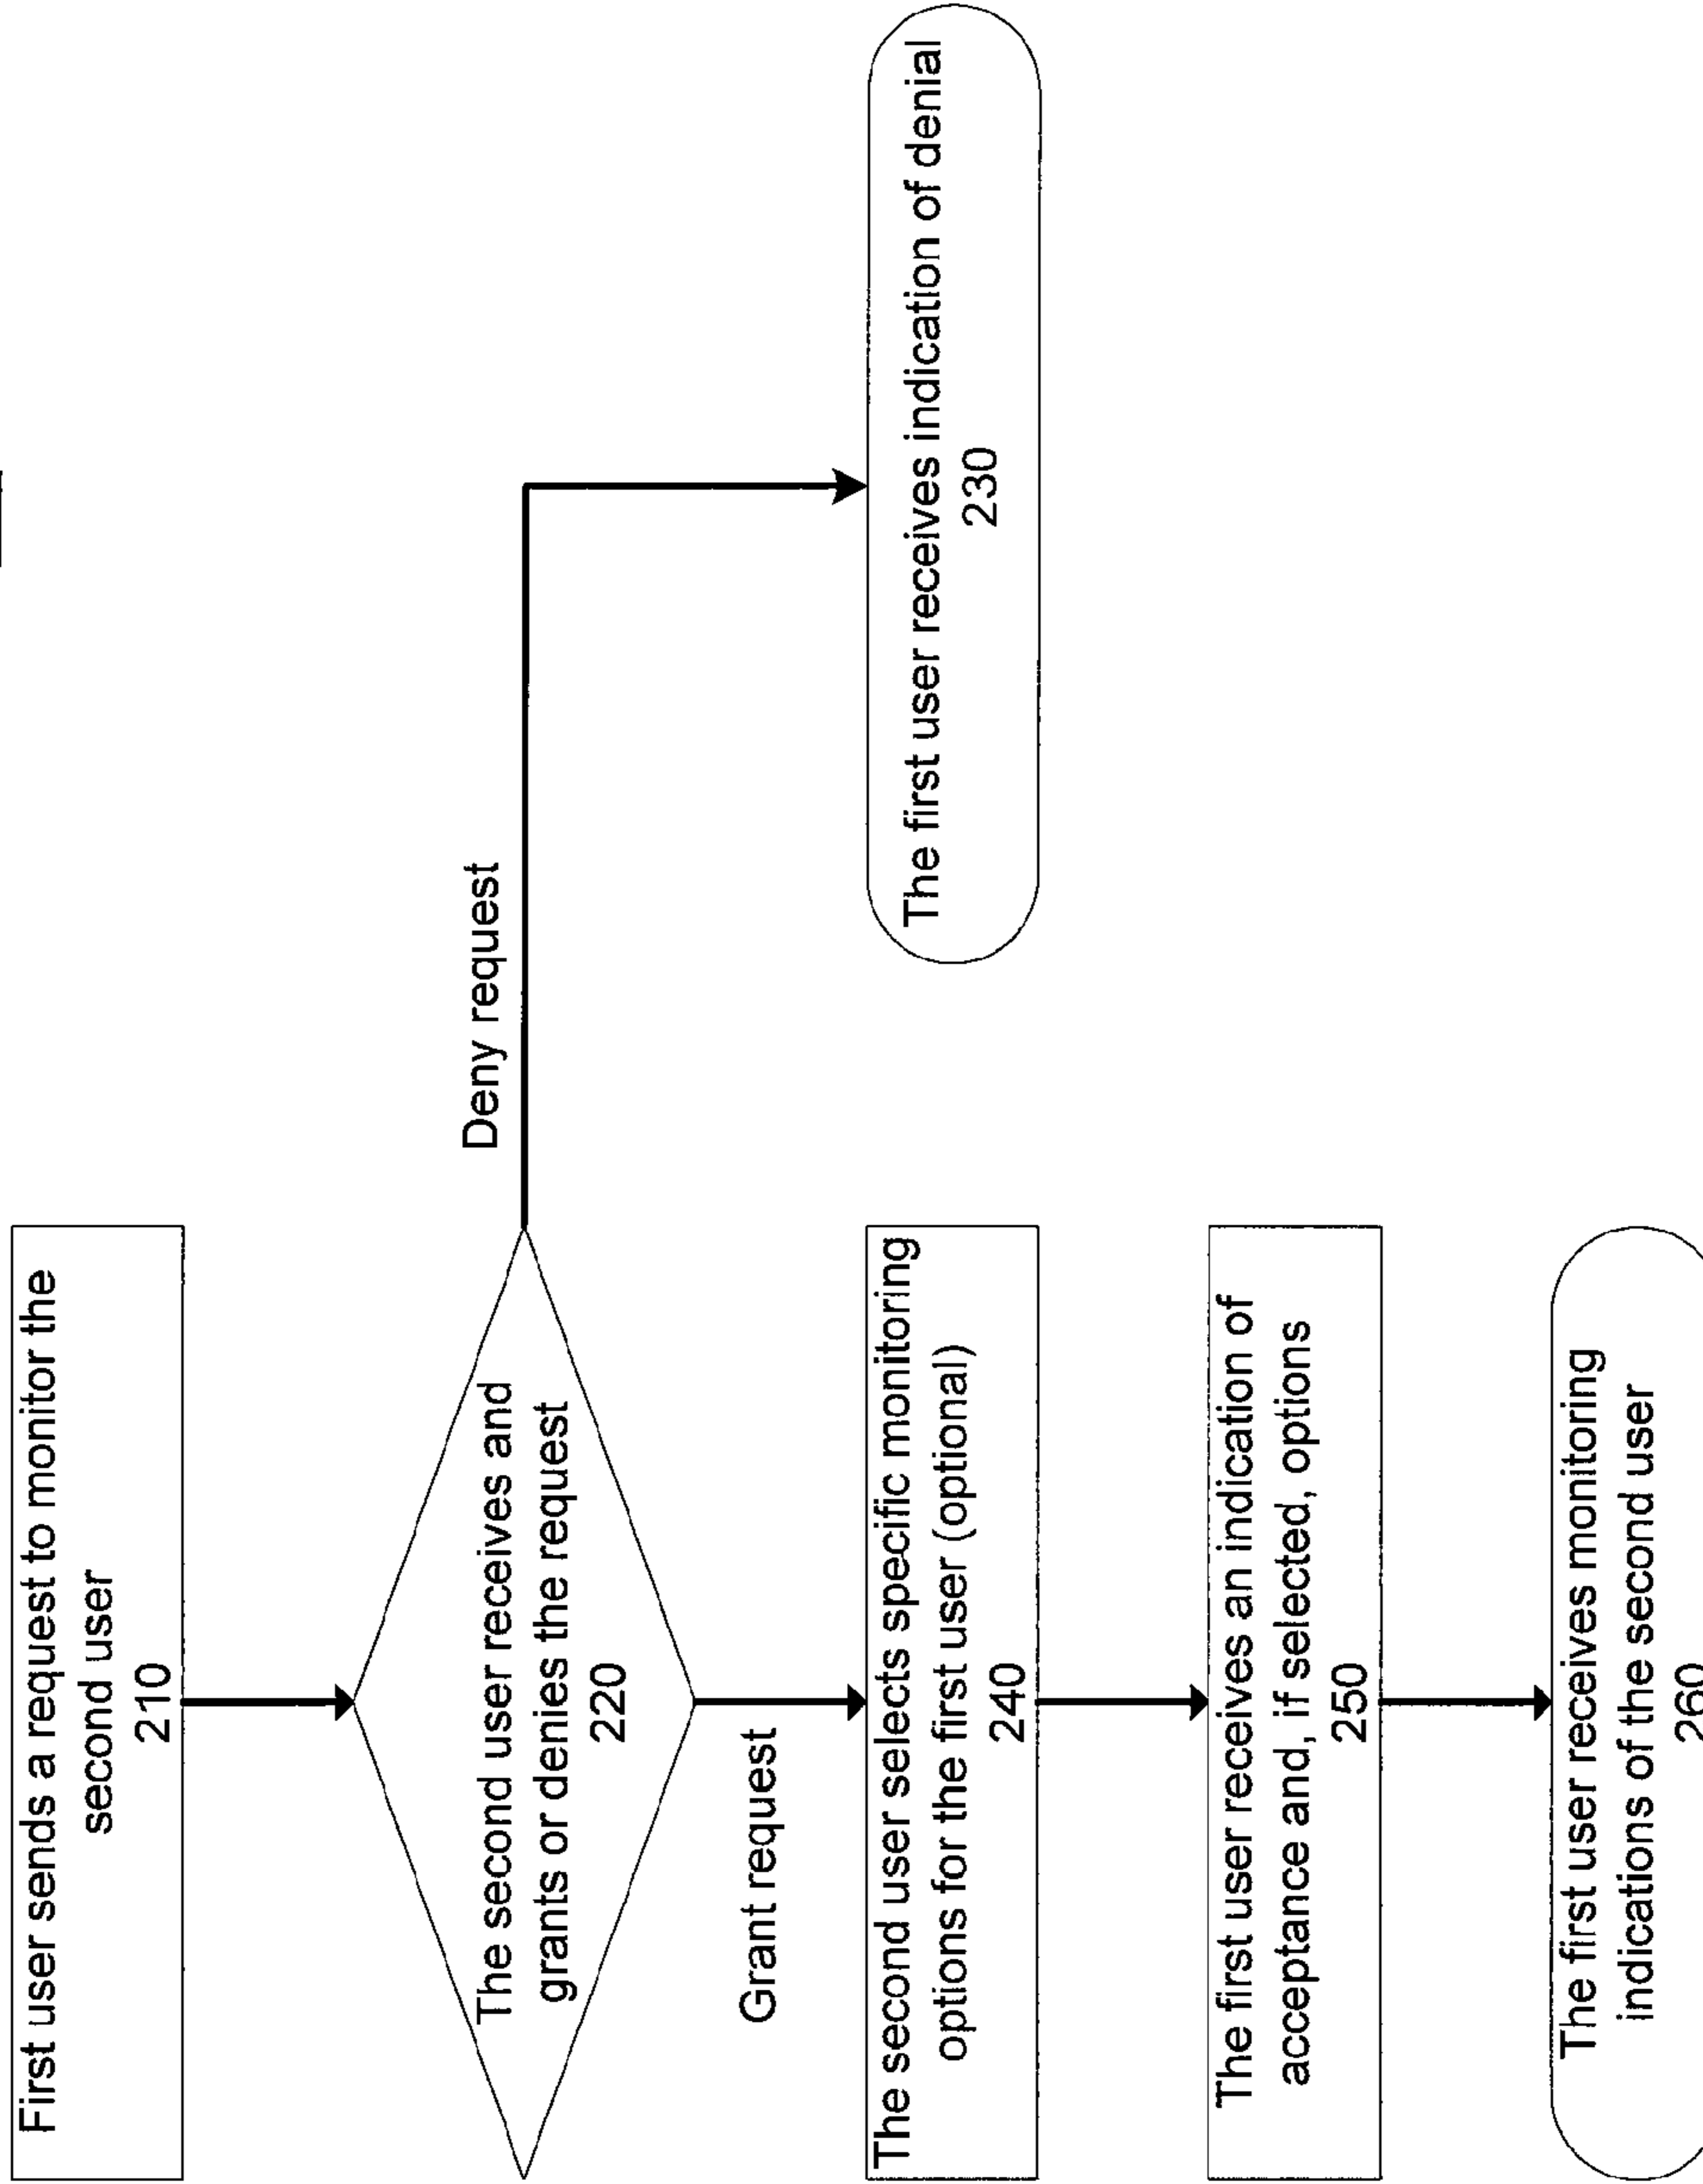 First user sends a request to monitor the
second user
210
The second user receives and
grants or denies the request
220
Deny request
The first user receives indication of denial
230
Grant request
The second user selects specific monitoring
options for the first user (optional)
240
The first user receives an indication of
acceptance and, if selected, options
250
The first user receives monitoring
indications of the second user
260